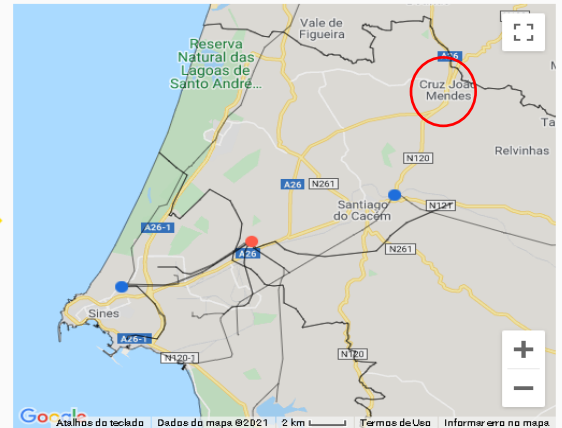 Vale de
Figueira
Reserva
Natural das
Lagoas de
Santo André...
A26
Cruz João
Mendes
Ta
N120
Relvinhas
A26
N261
Santiago
do Cacém
N121
A26-1
N261
A26
Sines
A26-1
N120-1
N120
Google
Atalhos do teclado
Dados do mapa ©2021
2 km
Termos de Uso
Informar erro no mapa